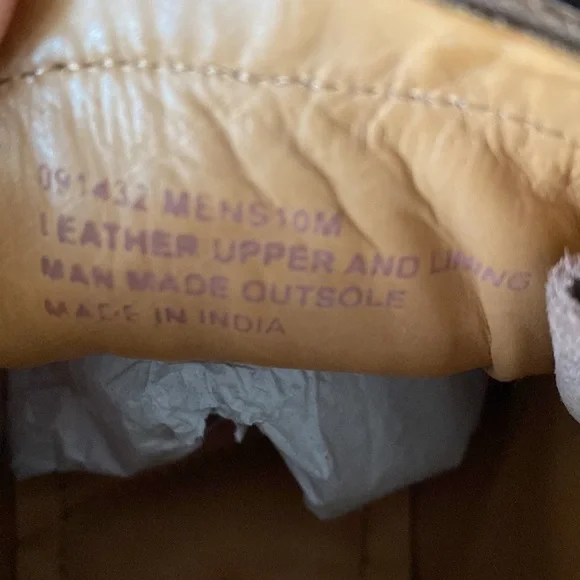 091432 MENS10M
LEATHER UPPER AND LINING
MAN MADE OUTSOLE
MADE IN INDIA